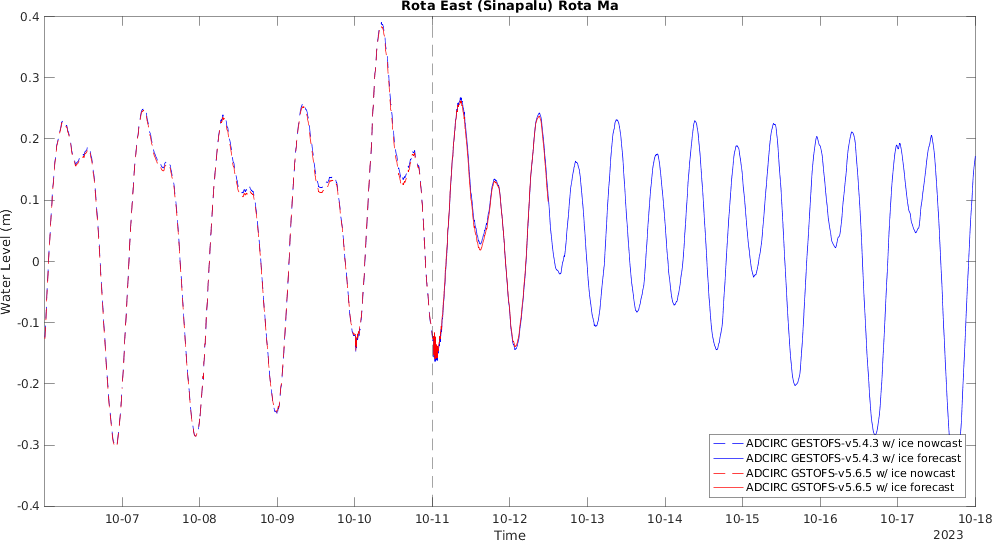 Rota East (Sinapalu) Rota Ma
0.4
0.3
0.2
0.1
0
-0.1
-0.2
-0.3
-0.4
Water Level (m)
10-07 10-08 10-09 10-10 10-11 10-12 10-13 10-14 10-15 10-16 10-17 10-18
Time
2023
ADCIRC GESTOFS-v5.4.3 w/ ice nowcast
ADCIRC GESTOFS-v5.4.3 w/ ice forecast
ADCIRC GSTOFS-v5.6.5 w/ ice nowcast
ADCIRC GSTOFS-v5.6.5 w/ ice forecast